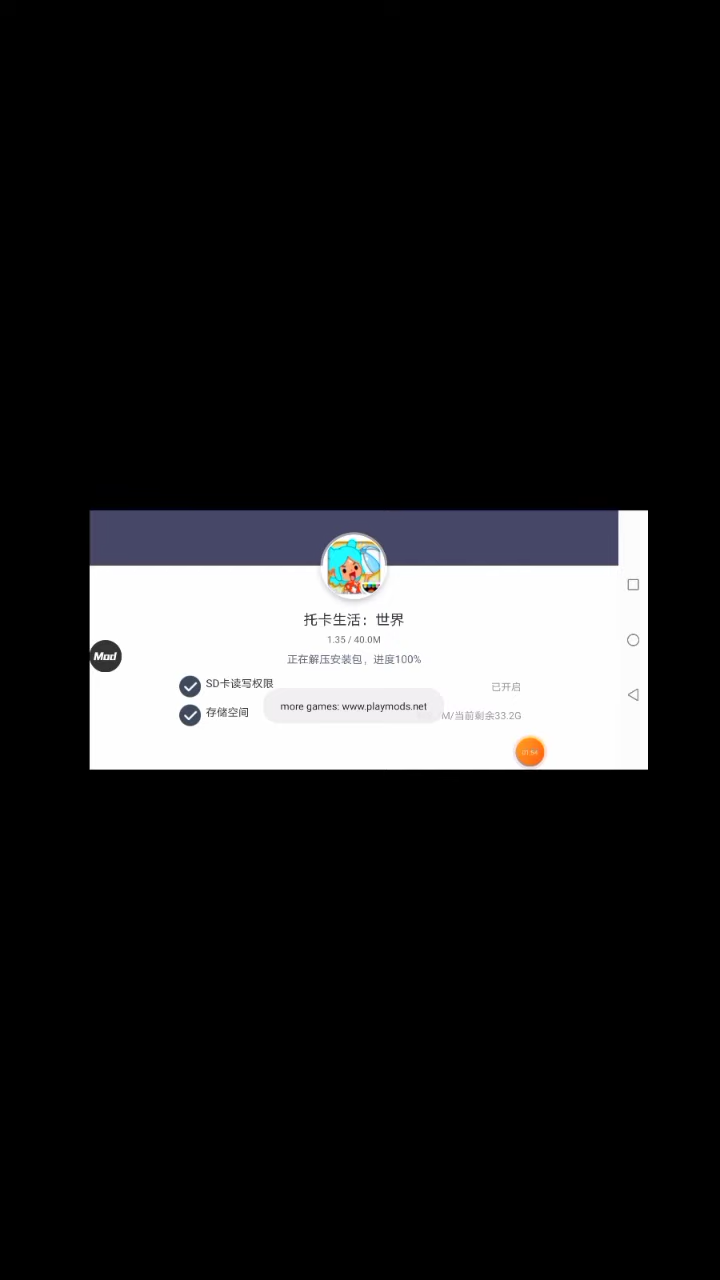 托卡生活：世界
1.35 / 40.0M
正在解压安装包，进度100%
Mod
SD卡读写权限
已开启
more games: www.playmods.net
存储空间
M/当前剩余33.2G